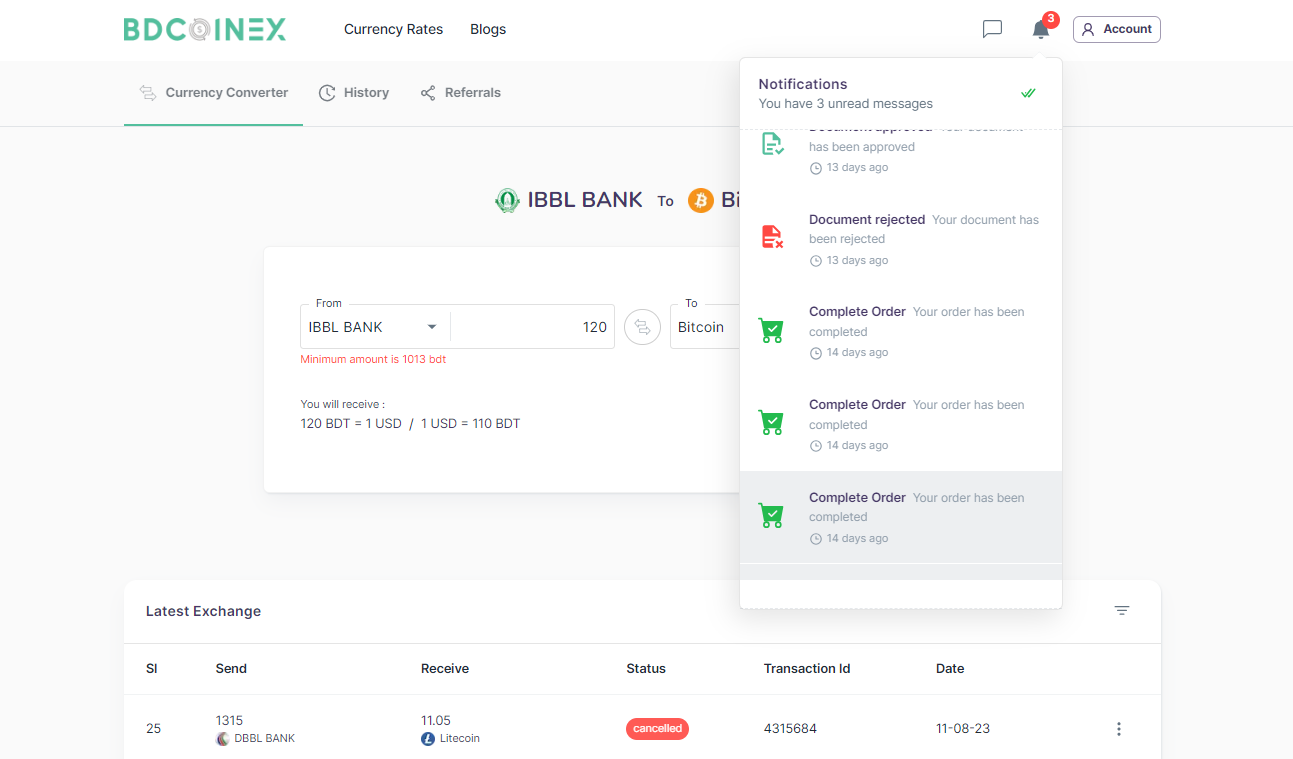 BDCOINEX
Currency Rates
Blogs
3
Account
Currency Converter
History
Referrals
Notifications
You have 3 unread messages
Document approved Your document
has been approved
13 days ago
Document rejected Your document has
been rejected
13 days ago
Complete Order Your order has been
completed
14 days ago
Complete Order Your order has been
completed
14 days ago
Complete Order Your order has been
completed
14 days ago
IBBL BANK To Bi
From
IBBL BANK
120
To
Bitcoin
Minimum amount is 1013 bdt
You will receive :
120 BDT = 1 USD / 1 USD = 110 BDT
Latest Exchange
Sl Send Receive Status Transaction Id Date
25 1315 DBBL BANK 11.05 Litecoin cancelled 4315684 11-08-23